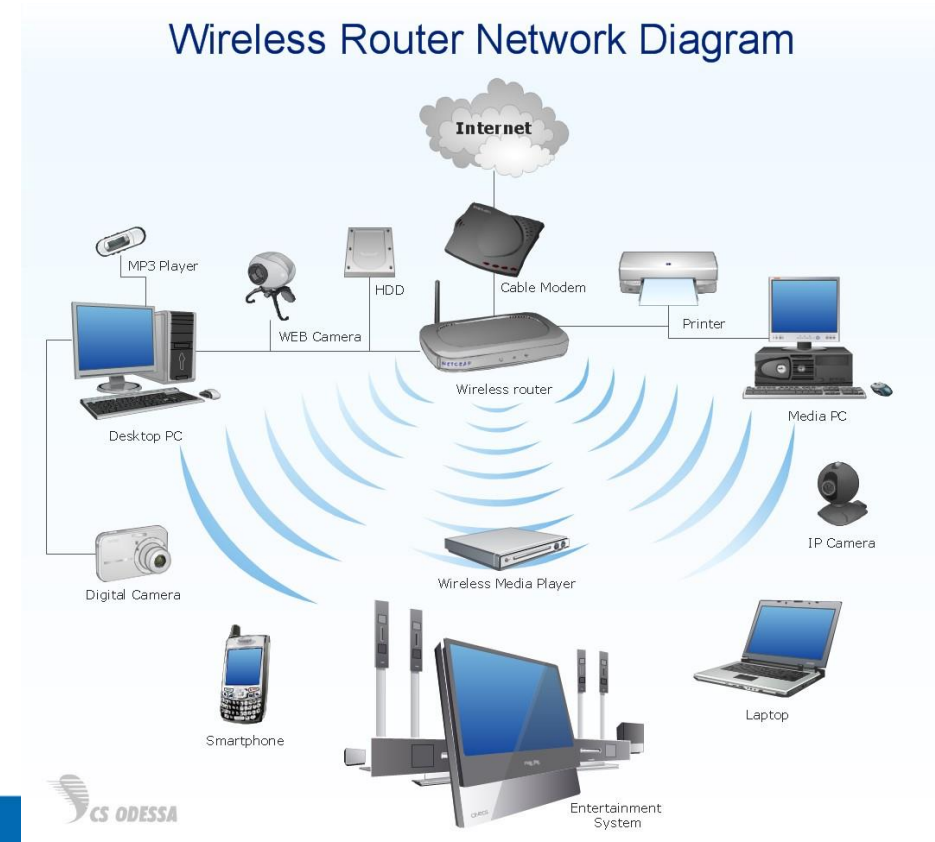 Wireless Router Network Diagram
Internet
MP3 Player
HDD
Cable Modem
WEB Camera
Printer
NETGEAR
Wireless router
Media PC
Desktop PC
IP Camera
Wireless Media Player
Digital Camera
Laptop
Smartphone
Entertainment
System
CS ODESSA